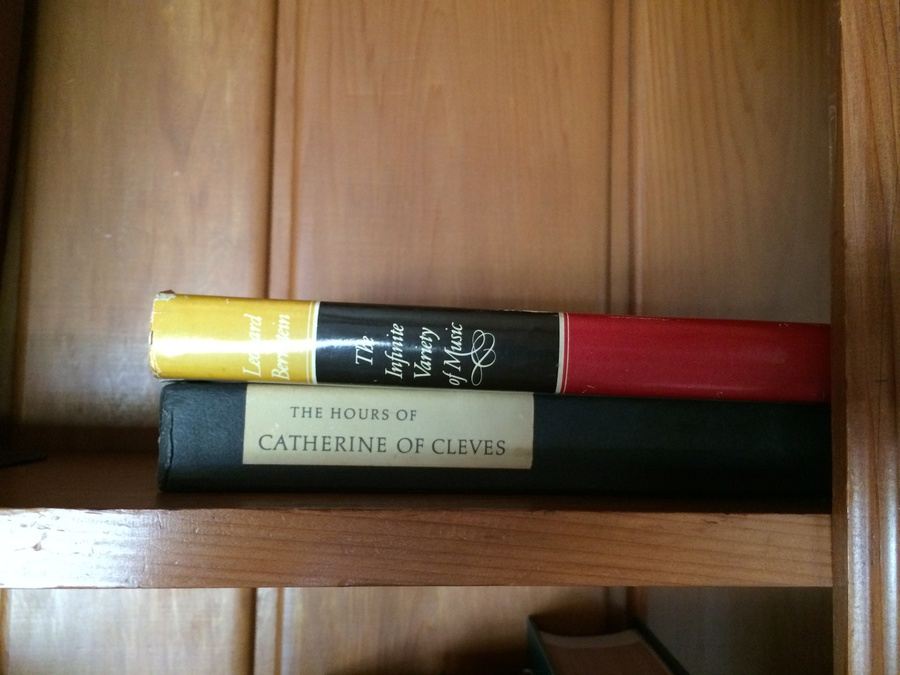 Leonard
Bernstein
The
Infinite
Variety
of Music
THE HOURS OF
CATHERINE OF CLEVES